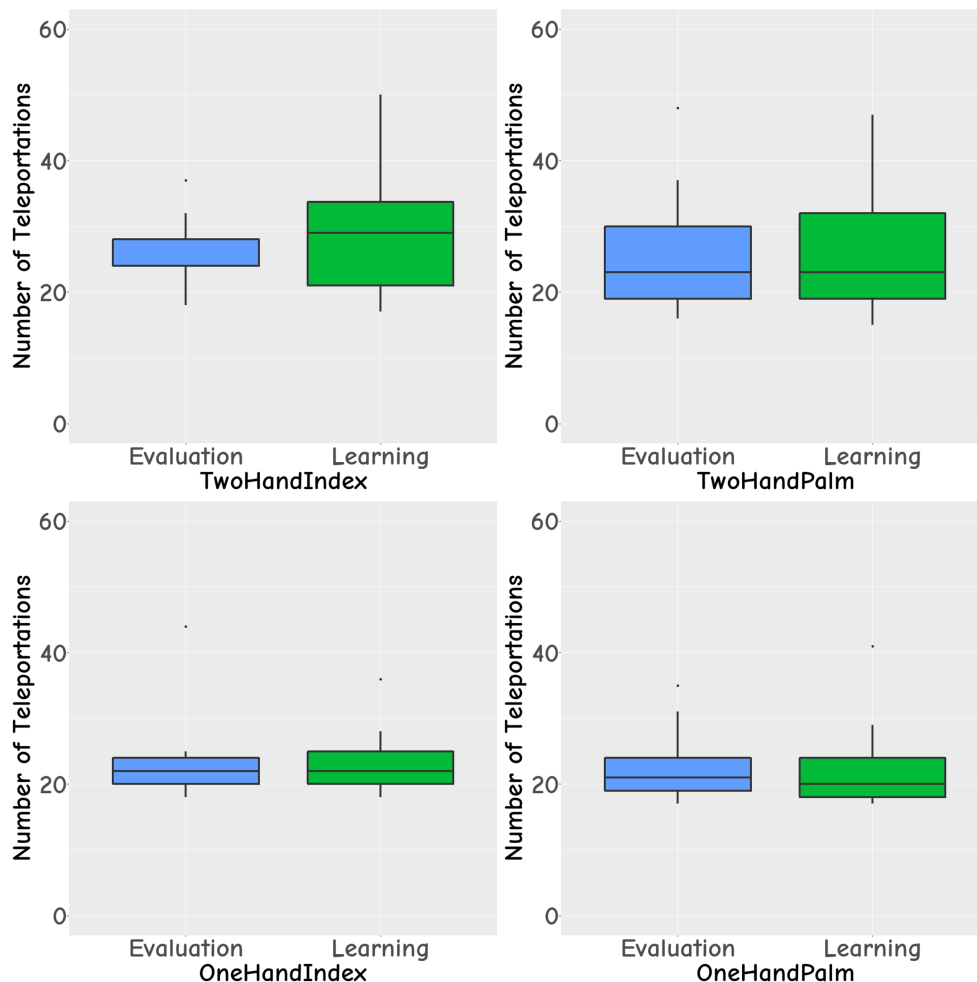 60
40
20
0
Number of Teleportations
Evaluation Learning
TwoHandIndex
60
40
20
0
Number of Teleportations
Evaluation Learning
TwoHandPalm
60
40
20
0
Number of Teleportations
Evaluation Learning
OneHandIndex
60
40
20
0
Number of Teleportations
Evaluation Learning
OneHandPalm